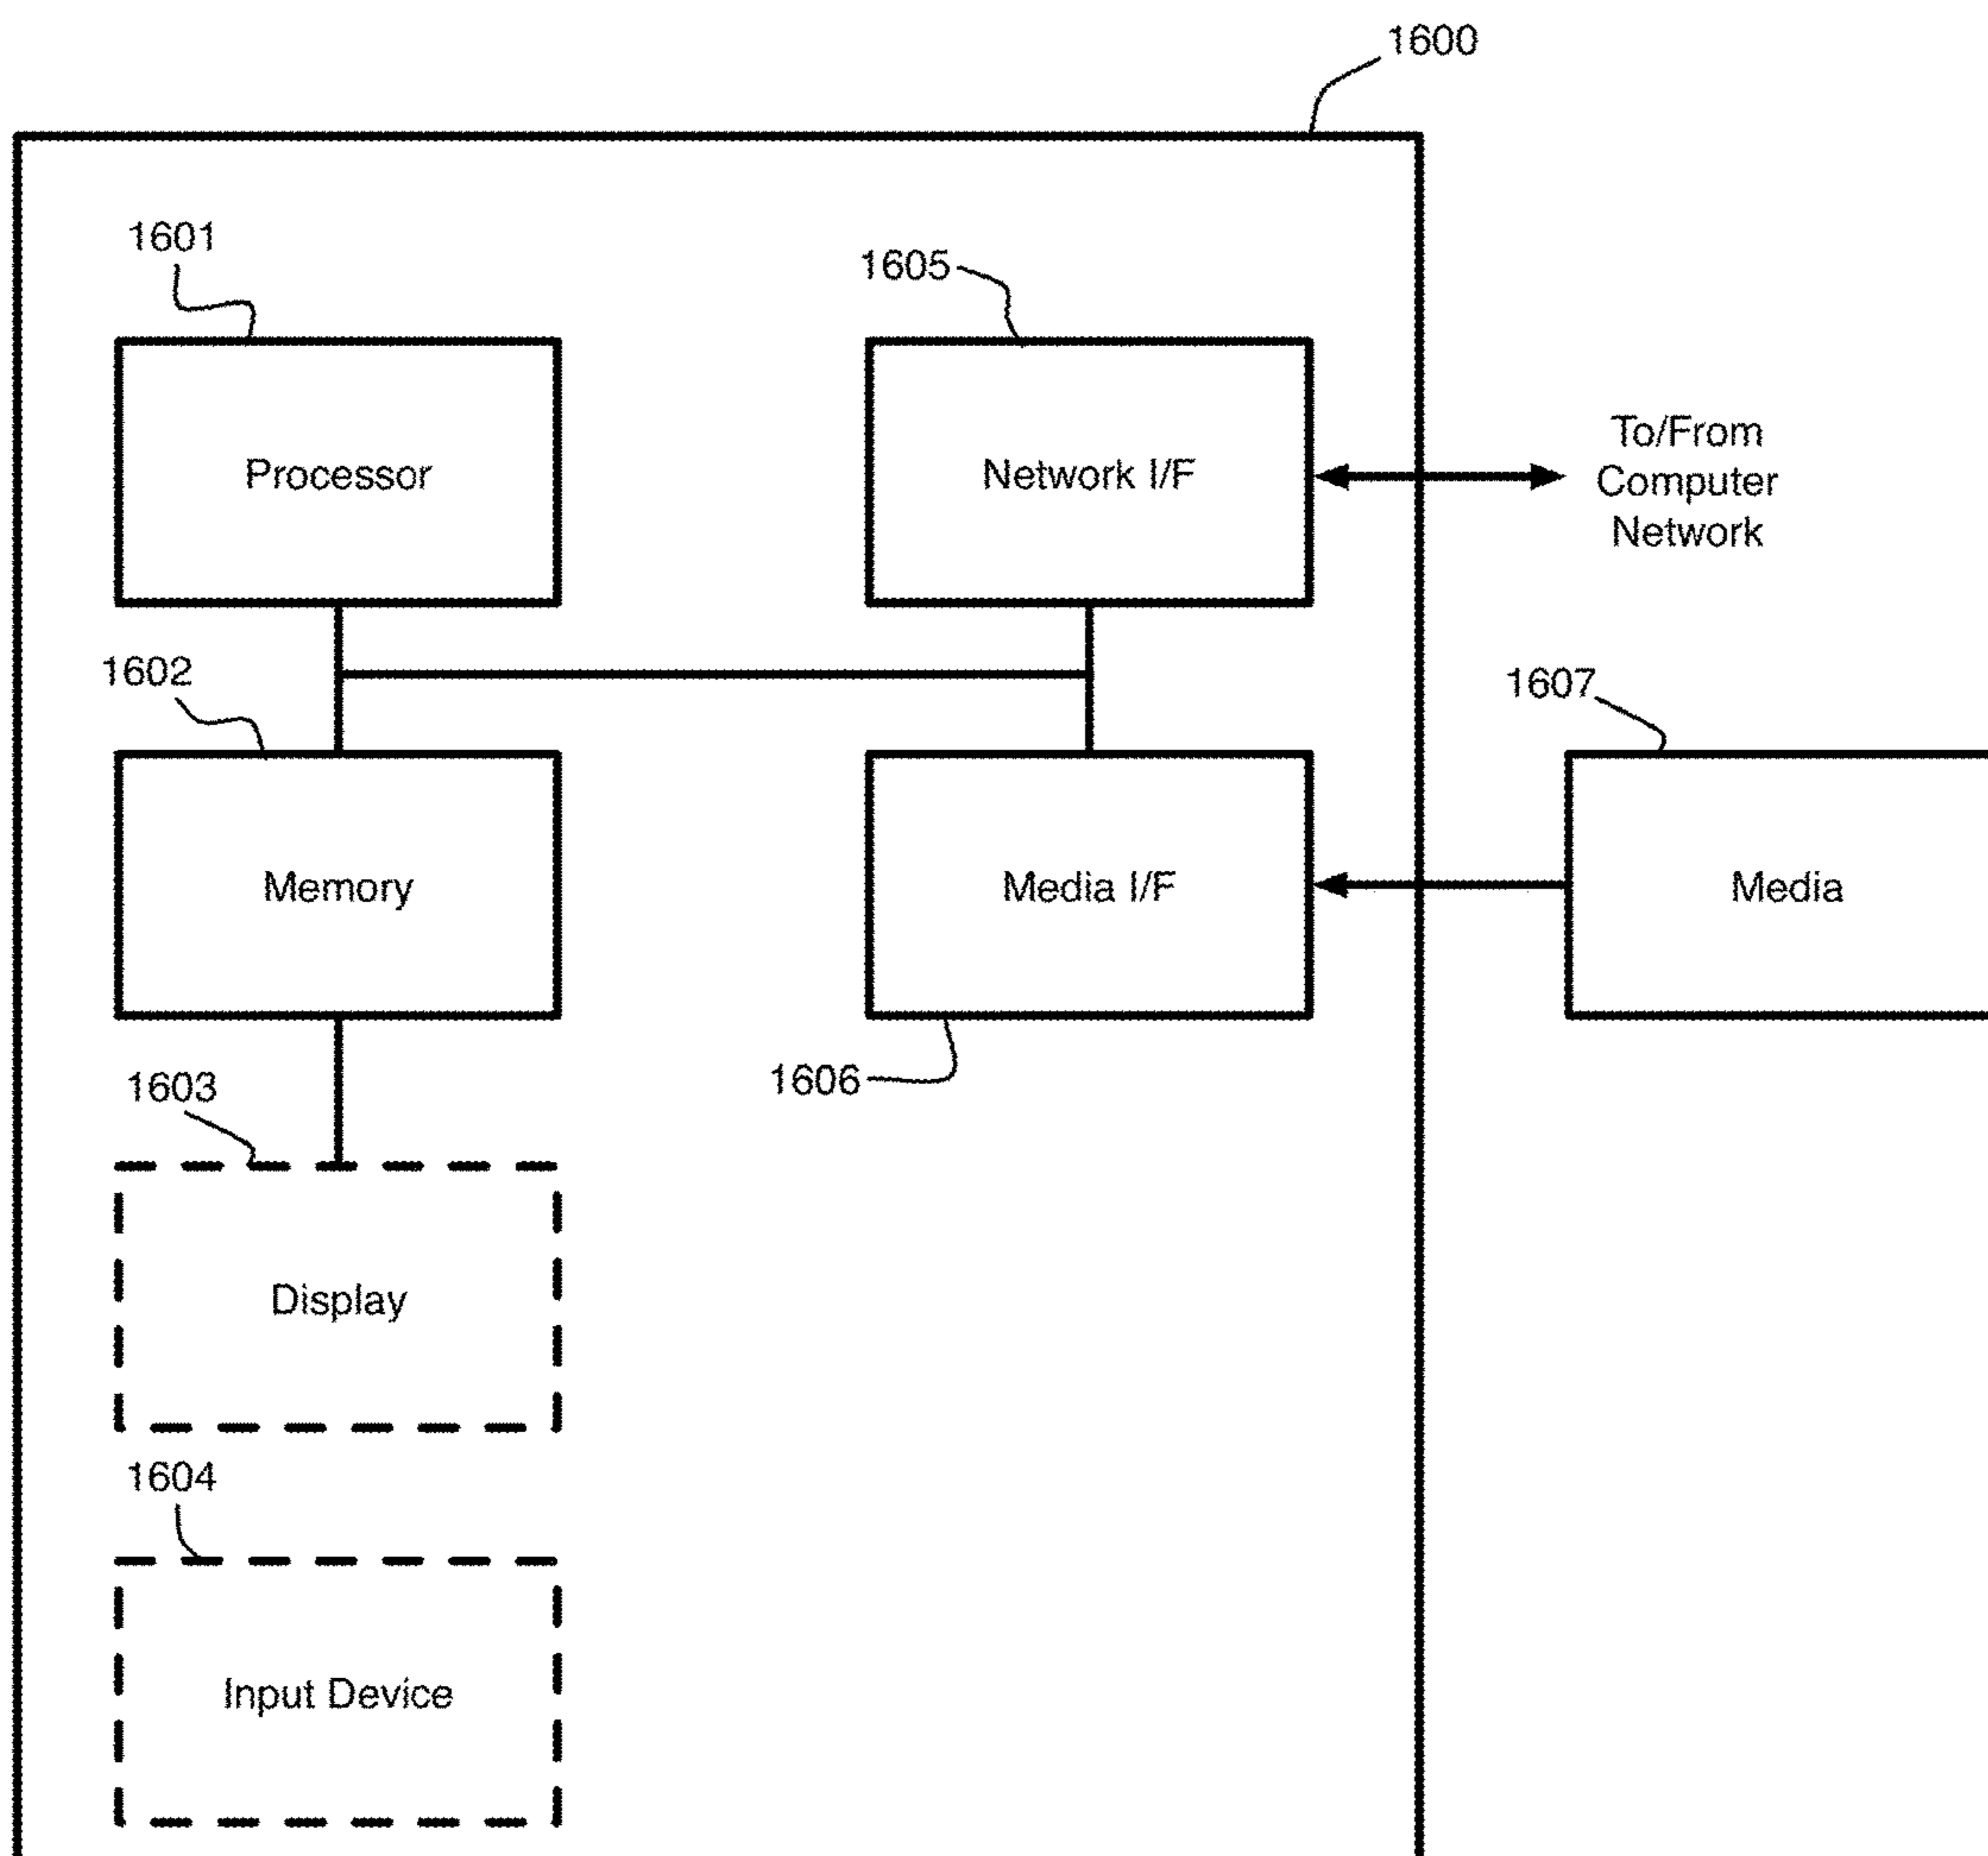 1600
1601
1605
Processor
Network I/F
To/From
Computer
Network
1602
1607
Memory
Media I/F
Media
1603
1606
Display
1604
Input Device